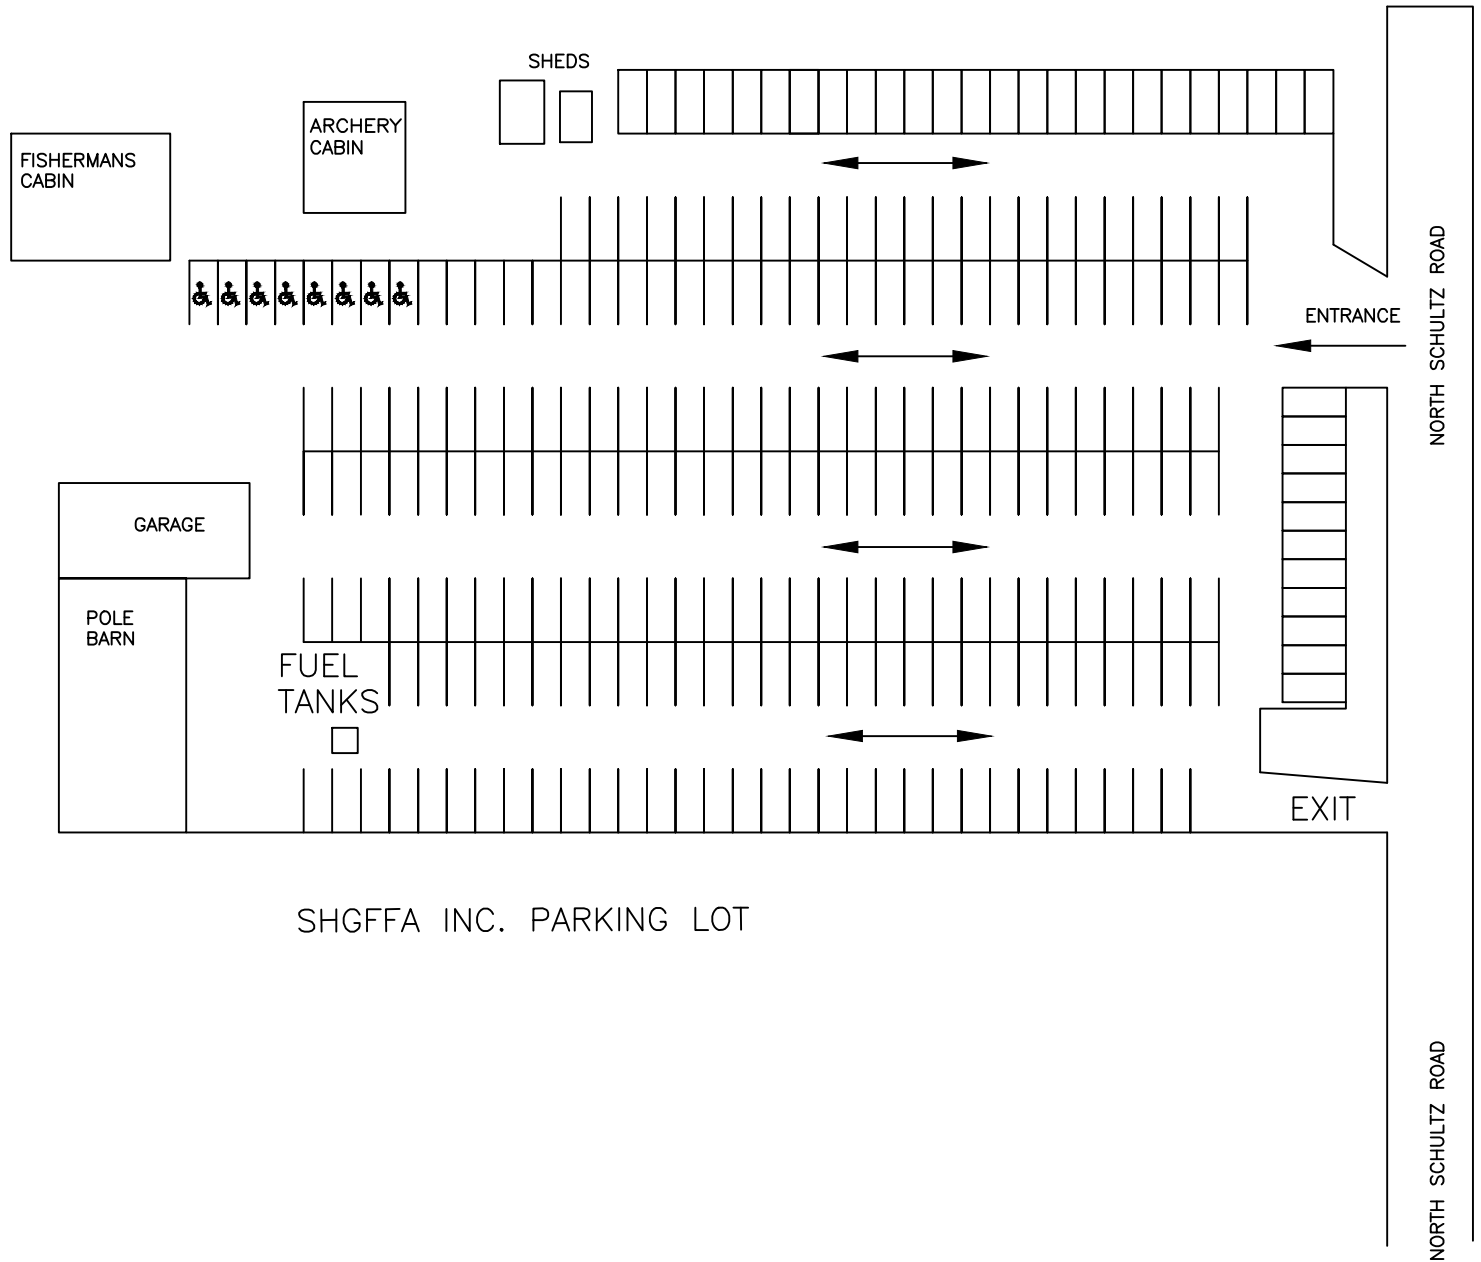 SHEDS
ARCHERY
CABIN
FISHERMANS
CABIN
NORTH SCHULTZ ROAD
ENTRANCE
GARAGE
POLE
BARN
FUEL
TANKS
EXIT
SHGFFA INC. PARKING LOT
NORTH SCHULTZ ROAD